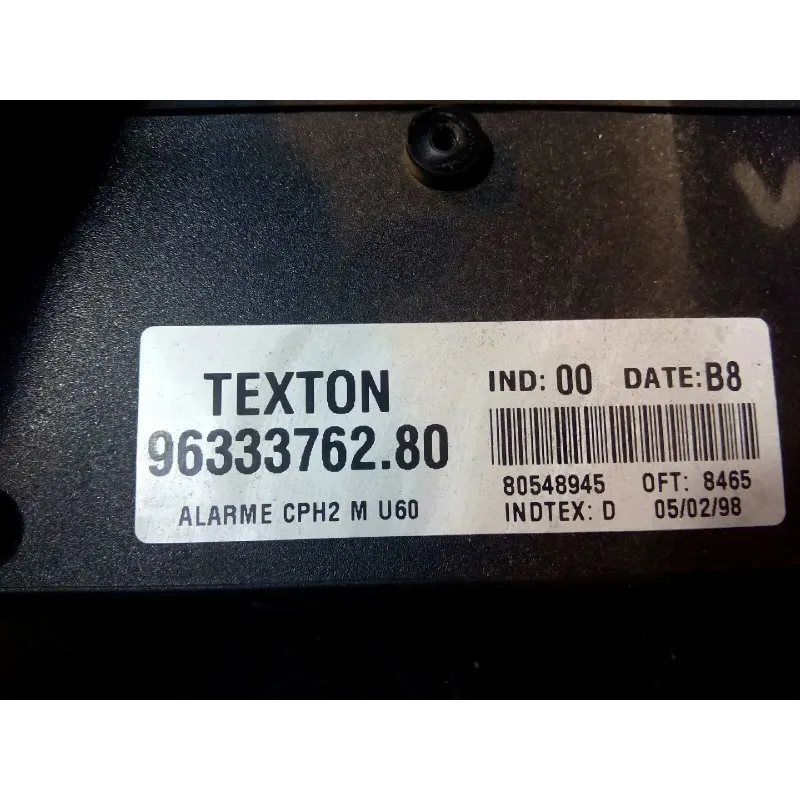 TEXTON
96333762.80
ALARME CPH2 M U60
IND: 00 DATE: B8
80548945 OFT: 8465
INDTEX: D 05/02/98